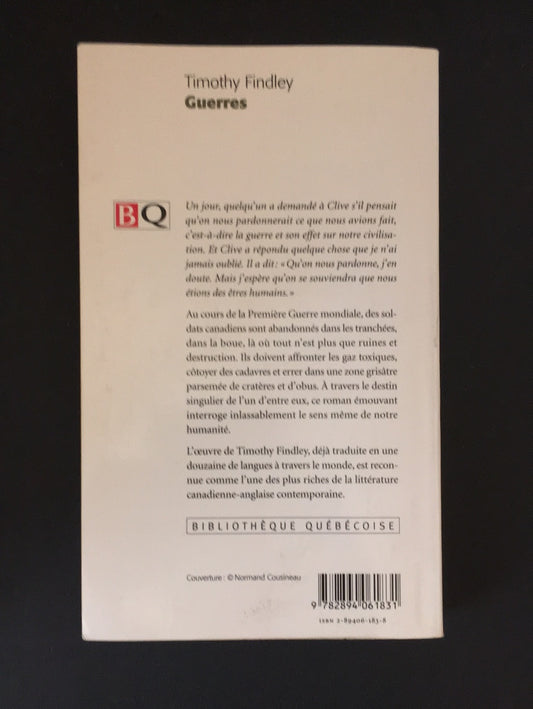 Timothy Findley
Guerres
BQ
Un jour, quelqu'un a demandé à Clive s'il pensait
qu'on nous pardonnerait ce que nous avions fait,
c'est-à-dire la guerre et son effet sur notre civilisa-
tion. Et Clive a répondu quelque chose que je n'ai
jamais oublié. Il a dit : « Qu'on nous pardonne, j'en
doute. Mais j'espère qu'on se souviendra que nous
étions des êtres humains. »
Au cours de la Première Guerre mondiale, des sol-
dats canadiens sont abandonnés dans les tranchées,
dans la boue, là où tout n'est plus que ruines et
destruction. Ils doivent affronter les gaz toxiques,
côtoyer des cadavres et errer dans une zone grisâtre
parsemée de cratères et d'obus. À travers le destin
singulier de l'un d'entre eux, ce roman émouvant
interroge inlassablement le sens même de notre
humanité.
L'œuvre de Timothy Findley, déjà traduite en une
douzaine de langues à travers le monde, est recon-
nue comme l'une des plus riches de la littérature
canadienne-anglaise contemporaine.
BIBLIOTHÈQUE QUÉBÉCOISE
Couverture : © Normand Cousineau
9 782894 061831
ISBN 2-89406-183-8